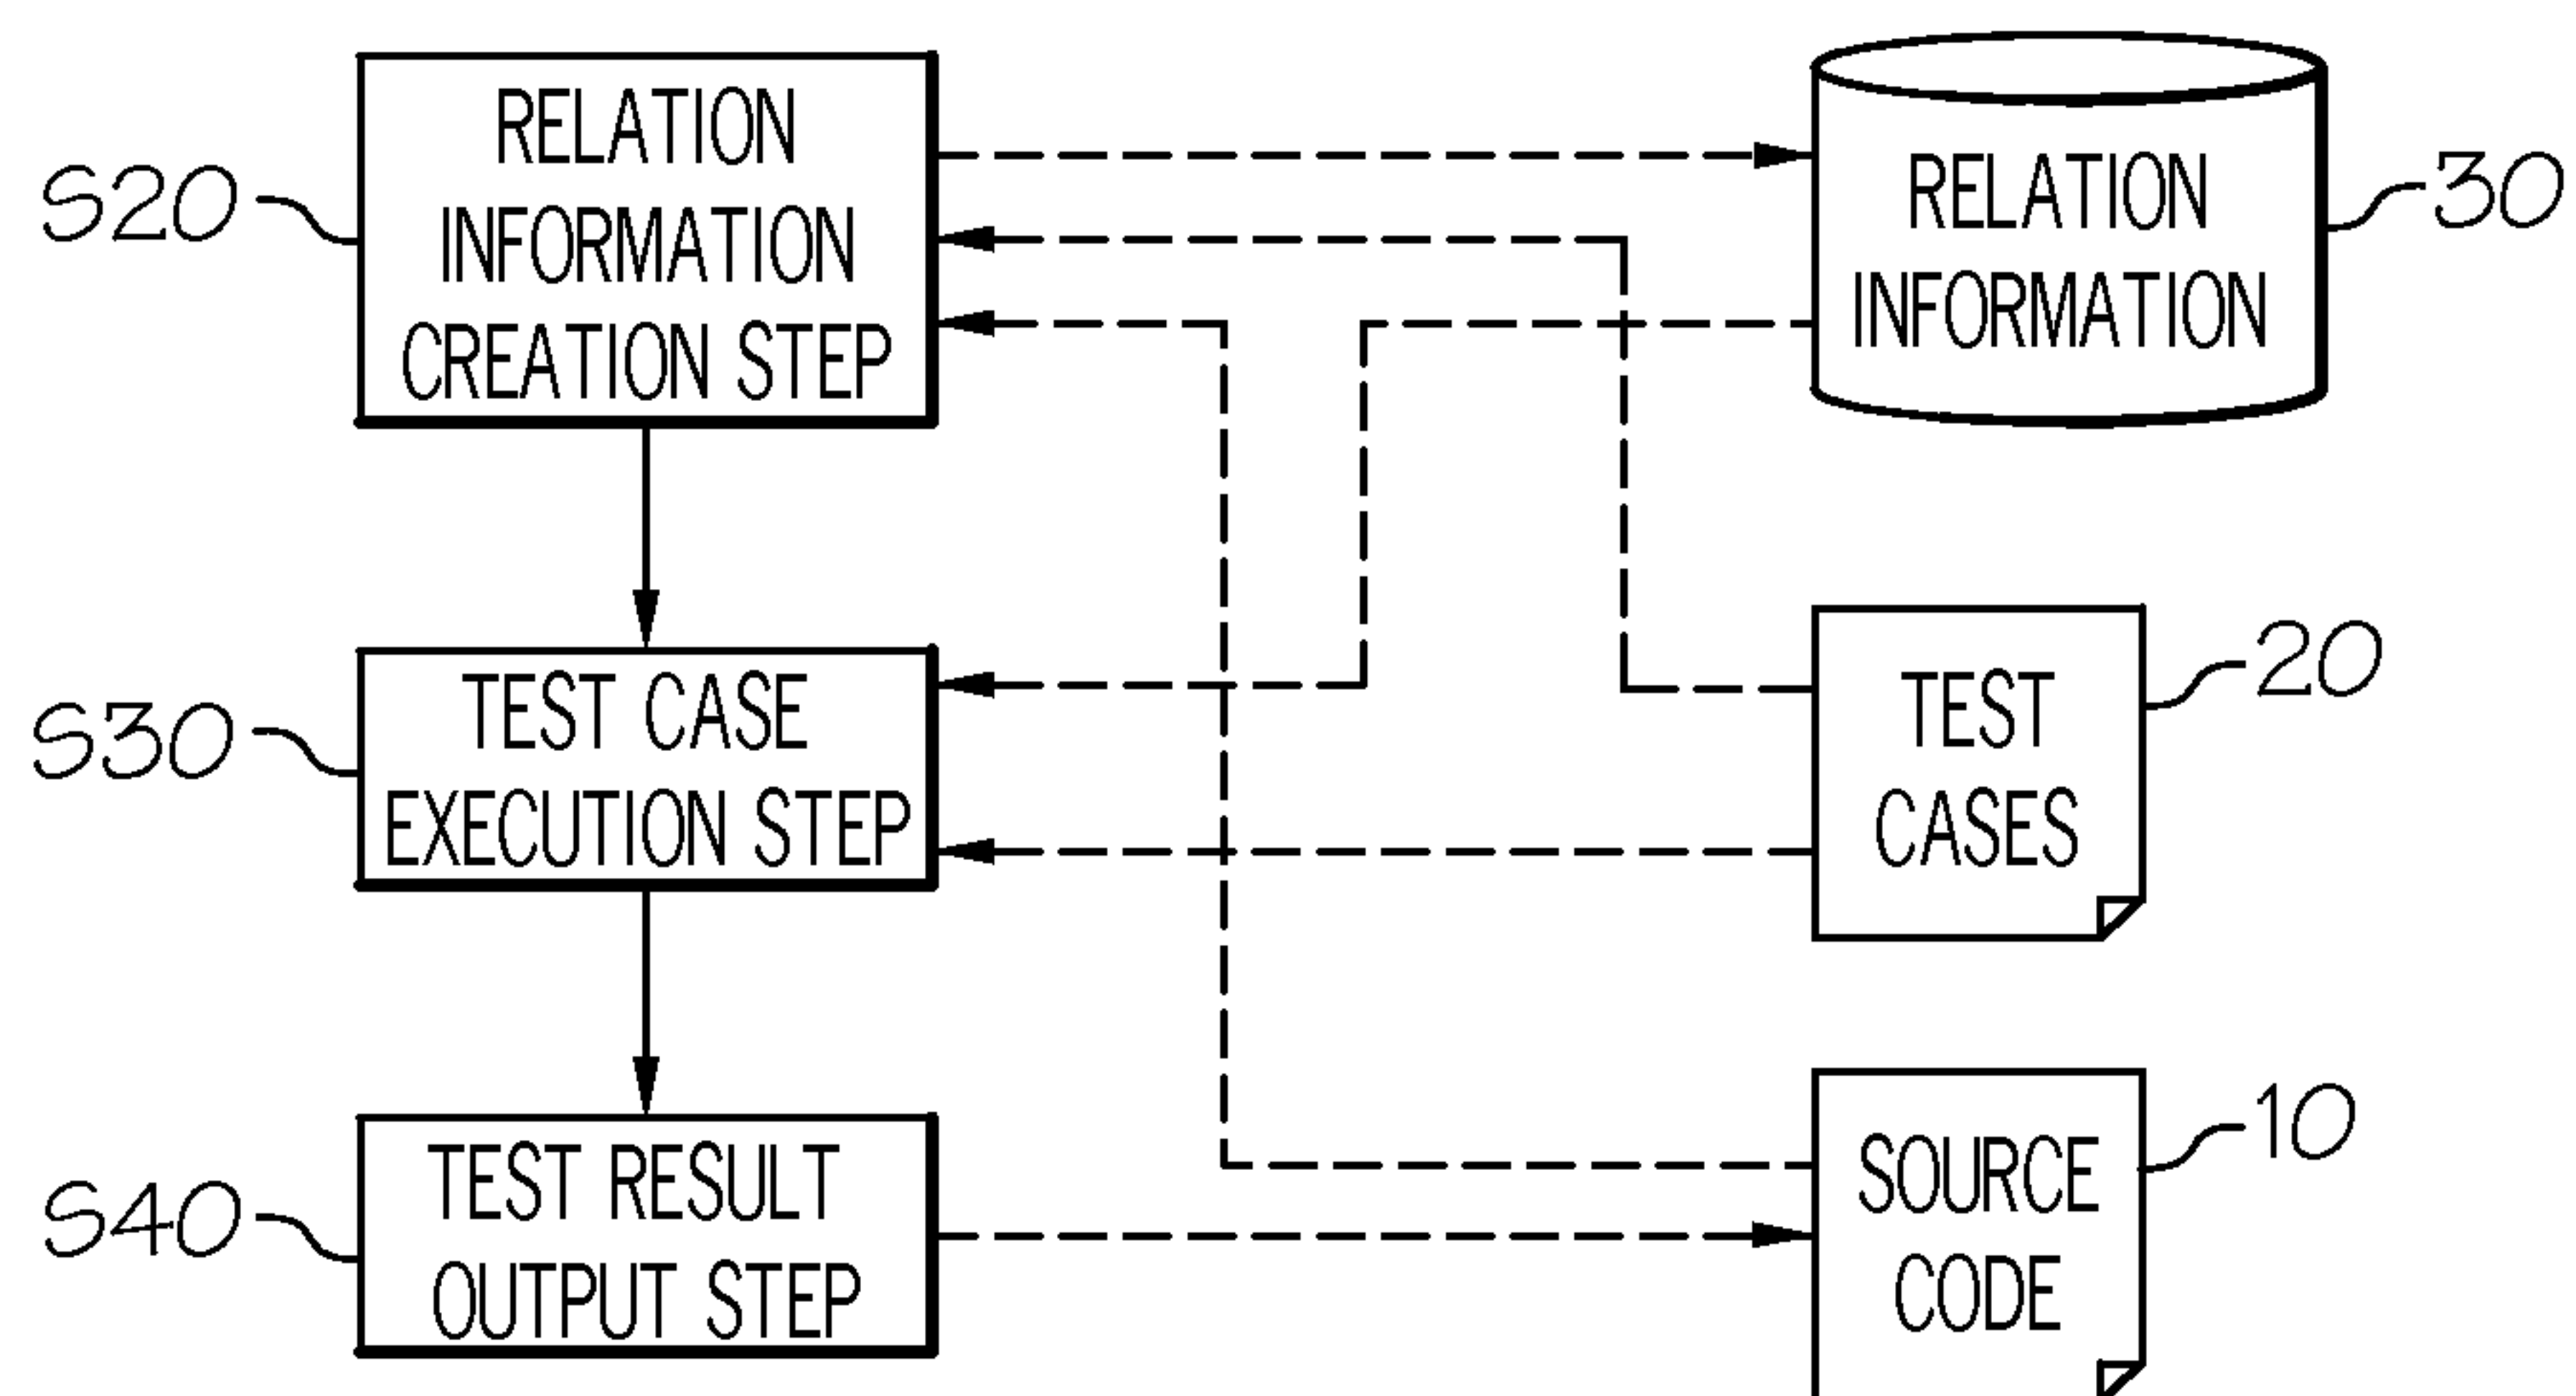 S20
RELATION
INFORMATION
CREATION STEP
RELATION
INFORMATION
30
S30
TEST CASE
EXECUTION STEP
TEST
CASES
20
S40
TEST RESULT
OUTPUT STEP
SOURCE
CODE
10